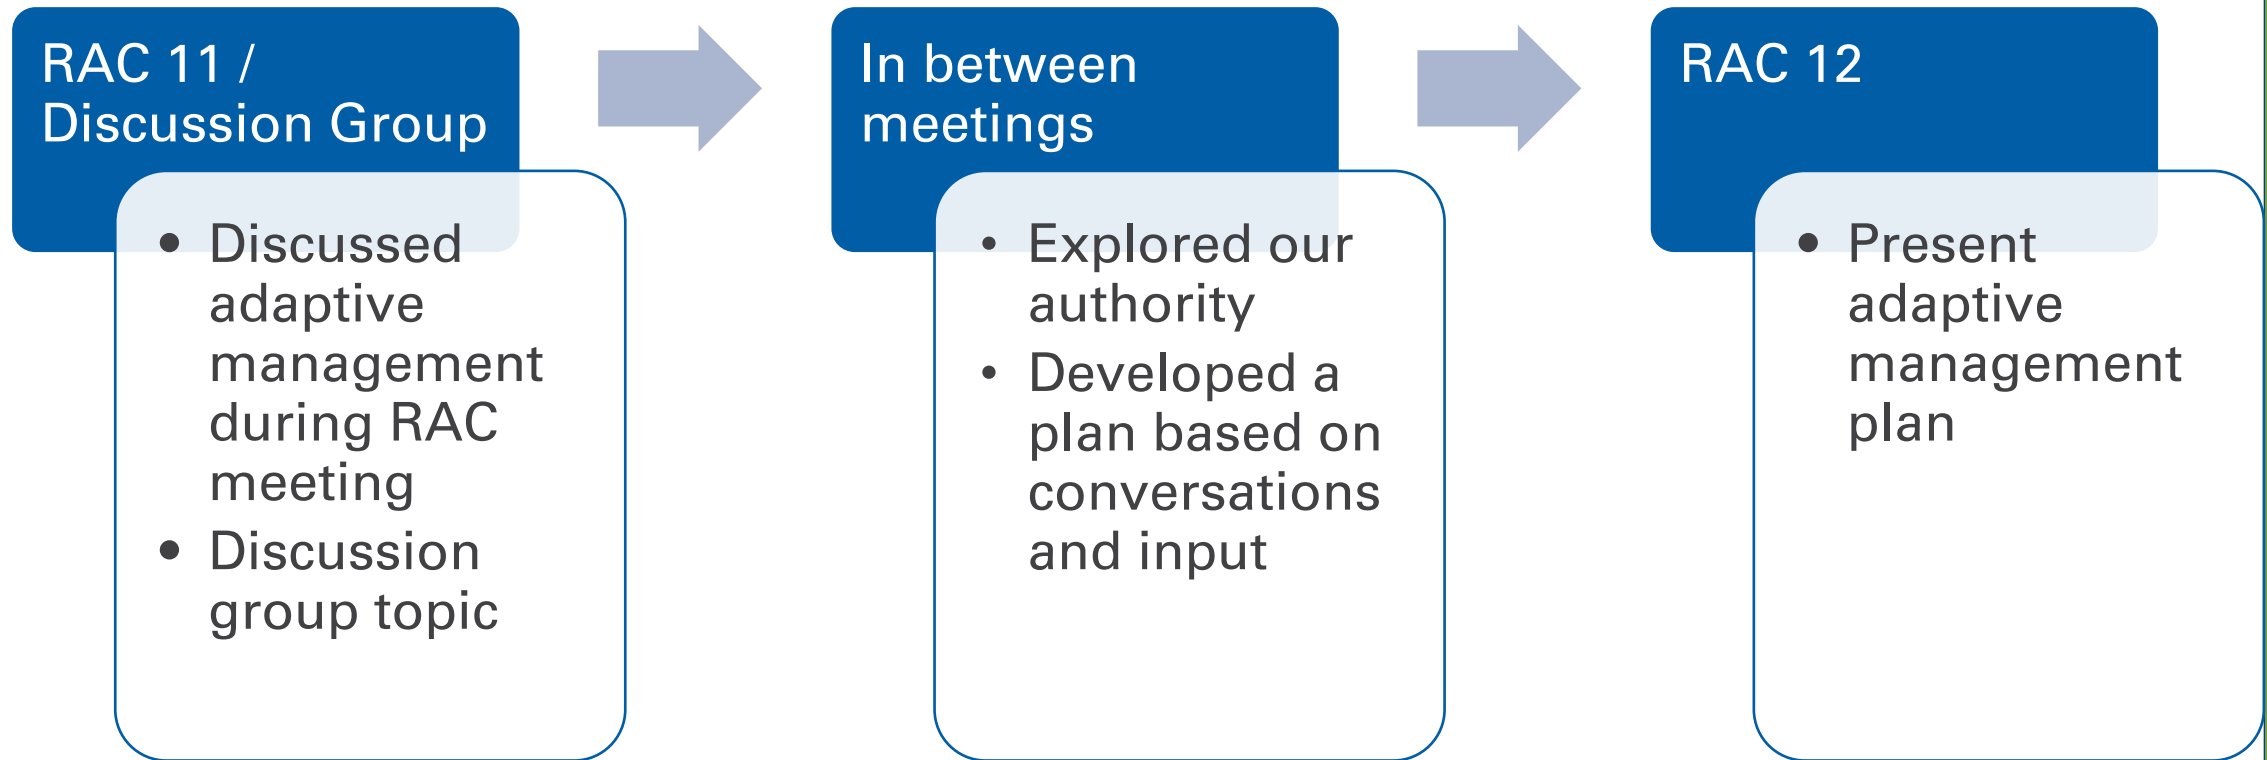 RAC 11 /
Discussion Group
• Discussed
adaptive
management
during RAC
meeting
• Discussion
group topic
In between
meetings
• Explored our
authority
• Developed a
plan based on
conversations
and input
RAC 12
• Present
adaptive
management
plan